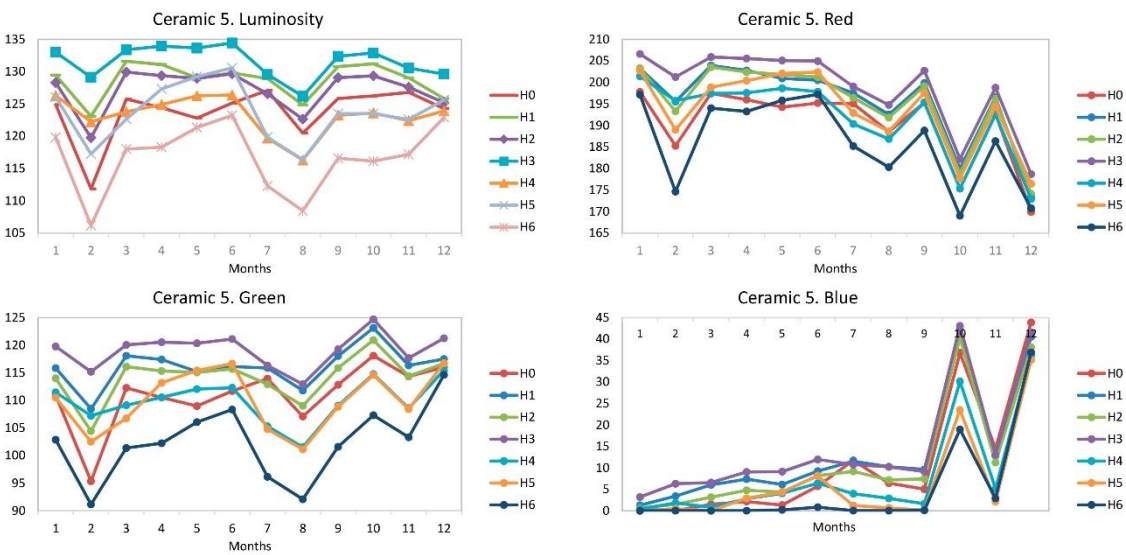 Ceramic 5. Luminosity
135
130
125
120
115
110
105
1 2 3 4 5 6 7 8 9 10 11 12
Months
H0
H1
H2
H3
H4
H5
H6
Ceramic 5. Red
210
205
200
195
190
185
180
175
170
165
1 2 3 4 5 6 7 8 9 10 11 12
Months
H0
H1
H2
H3
H4
H5
H6
Ceramic 5. Green
125
120
115
110
105
100
95
90
1 2 3 4 5 6 7 8 9 10 11 12
Months
H0
H1
H2
H3
H4
H5
H6
Ceramic 5. Blue
45
40
35
30
25
20
15
10
5
0
1 2 3 4 5 6 7 8 9 10 11 12
Months
H0
H1
H2
H3
H4
H5
H6